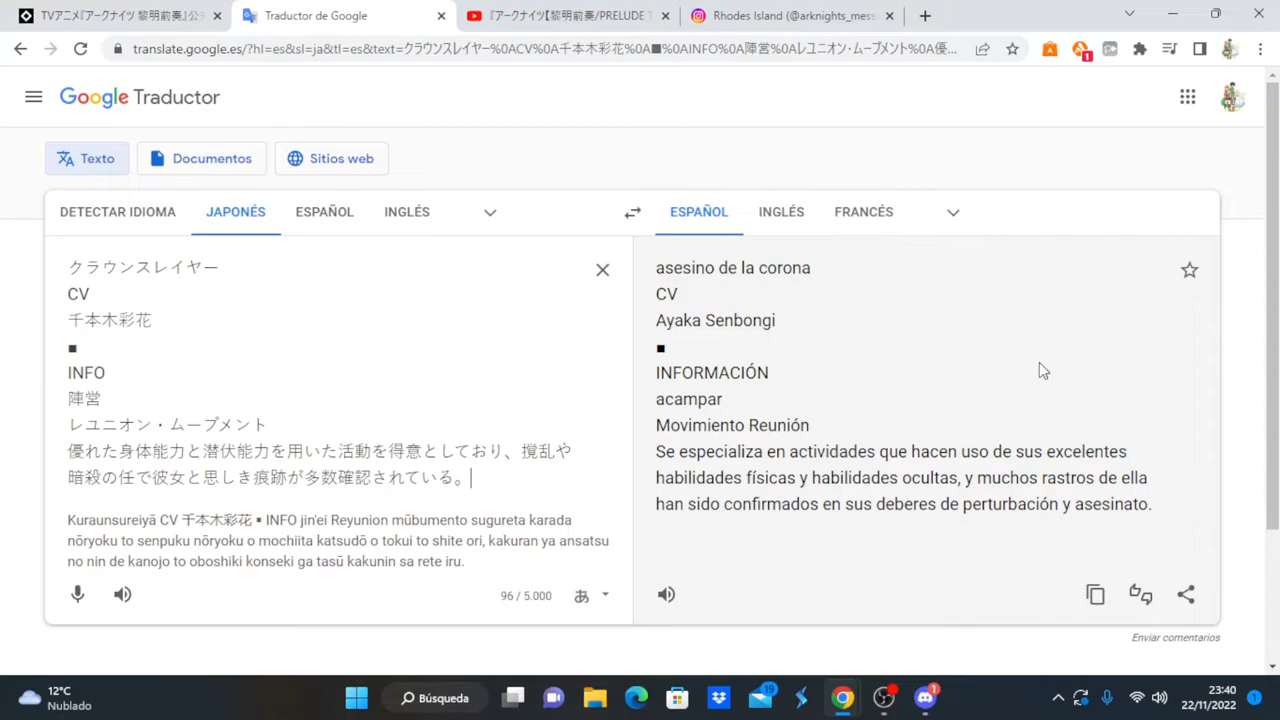 TVアニメ『アークナイツ 黎明前奏』公式
Traductor de Google
『アークナイツ【黎明前奏/PRELUDE T
Rhodes Island (@arknights_mess
translate.google.es/?hl=es&sl=ja&tl=es&text=クラウンスレイヤー%0ACV%0A千本木彩花%0A■%0AINFO%0A陣営%0Aレユニオン・ムーブメント%0A優...
1
Google Traductor
Texto
Documentos
Sitios web
DETECTAR IDIOMA
JAPONÉS
ESPAÑOL
INGLÉS
ESPAÑOL
INGLÉS
FRANCÉS
クラウンスレイヤー
CV
千本木彩花
■
INFO
陣営
レユニオン・ムーブメント
優れた身体能力と潜伏能力を用いた活動を得意としており、撹乱や
暗殺の任で彼女と思しき痕跡が多数確認されている。
Kuraunsureiyā CV 千本木彩花 ▪ INFO jin'ei Reyunion mūbumento sugureta karada
nōryoku to senpuku nōryoku o mochiita katsudō o tokui to shite ori, kakuran ya ansatsu
no nin de kanojo to oboshiki konseki ga tasū kakunin sa rete iru.
96 / 5.000
あ
asesino de la corona
CV
Ayaka Senbongi
■
INFORMACIÓN
acampar
Movimiento Reunión
Se especializa en actividades que hacen uso de sus excelentes
habilidades físicas y habilidades ocultas, y muchos rastros de ella
han sido confirmados en sus deberes de perturbación y asesinato.
Enviar comentarios
12°C
Nublado
Búsqueda
19
1
23:40
22/11/2022
1